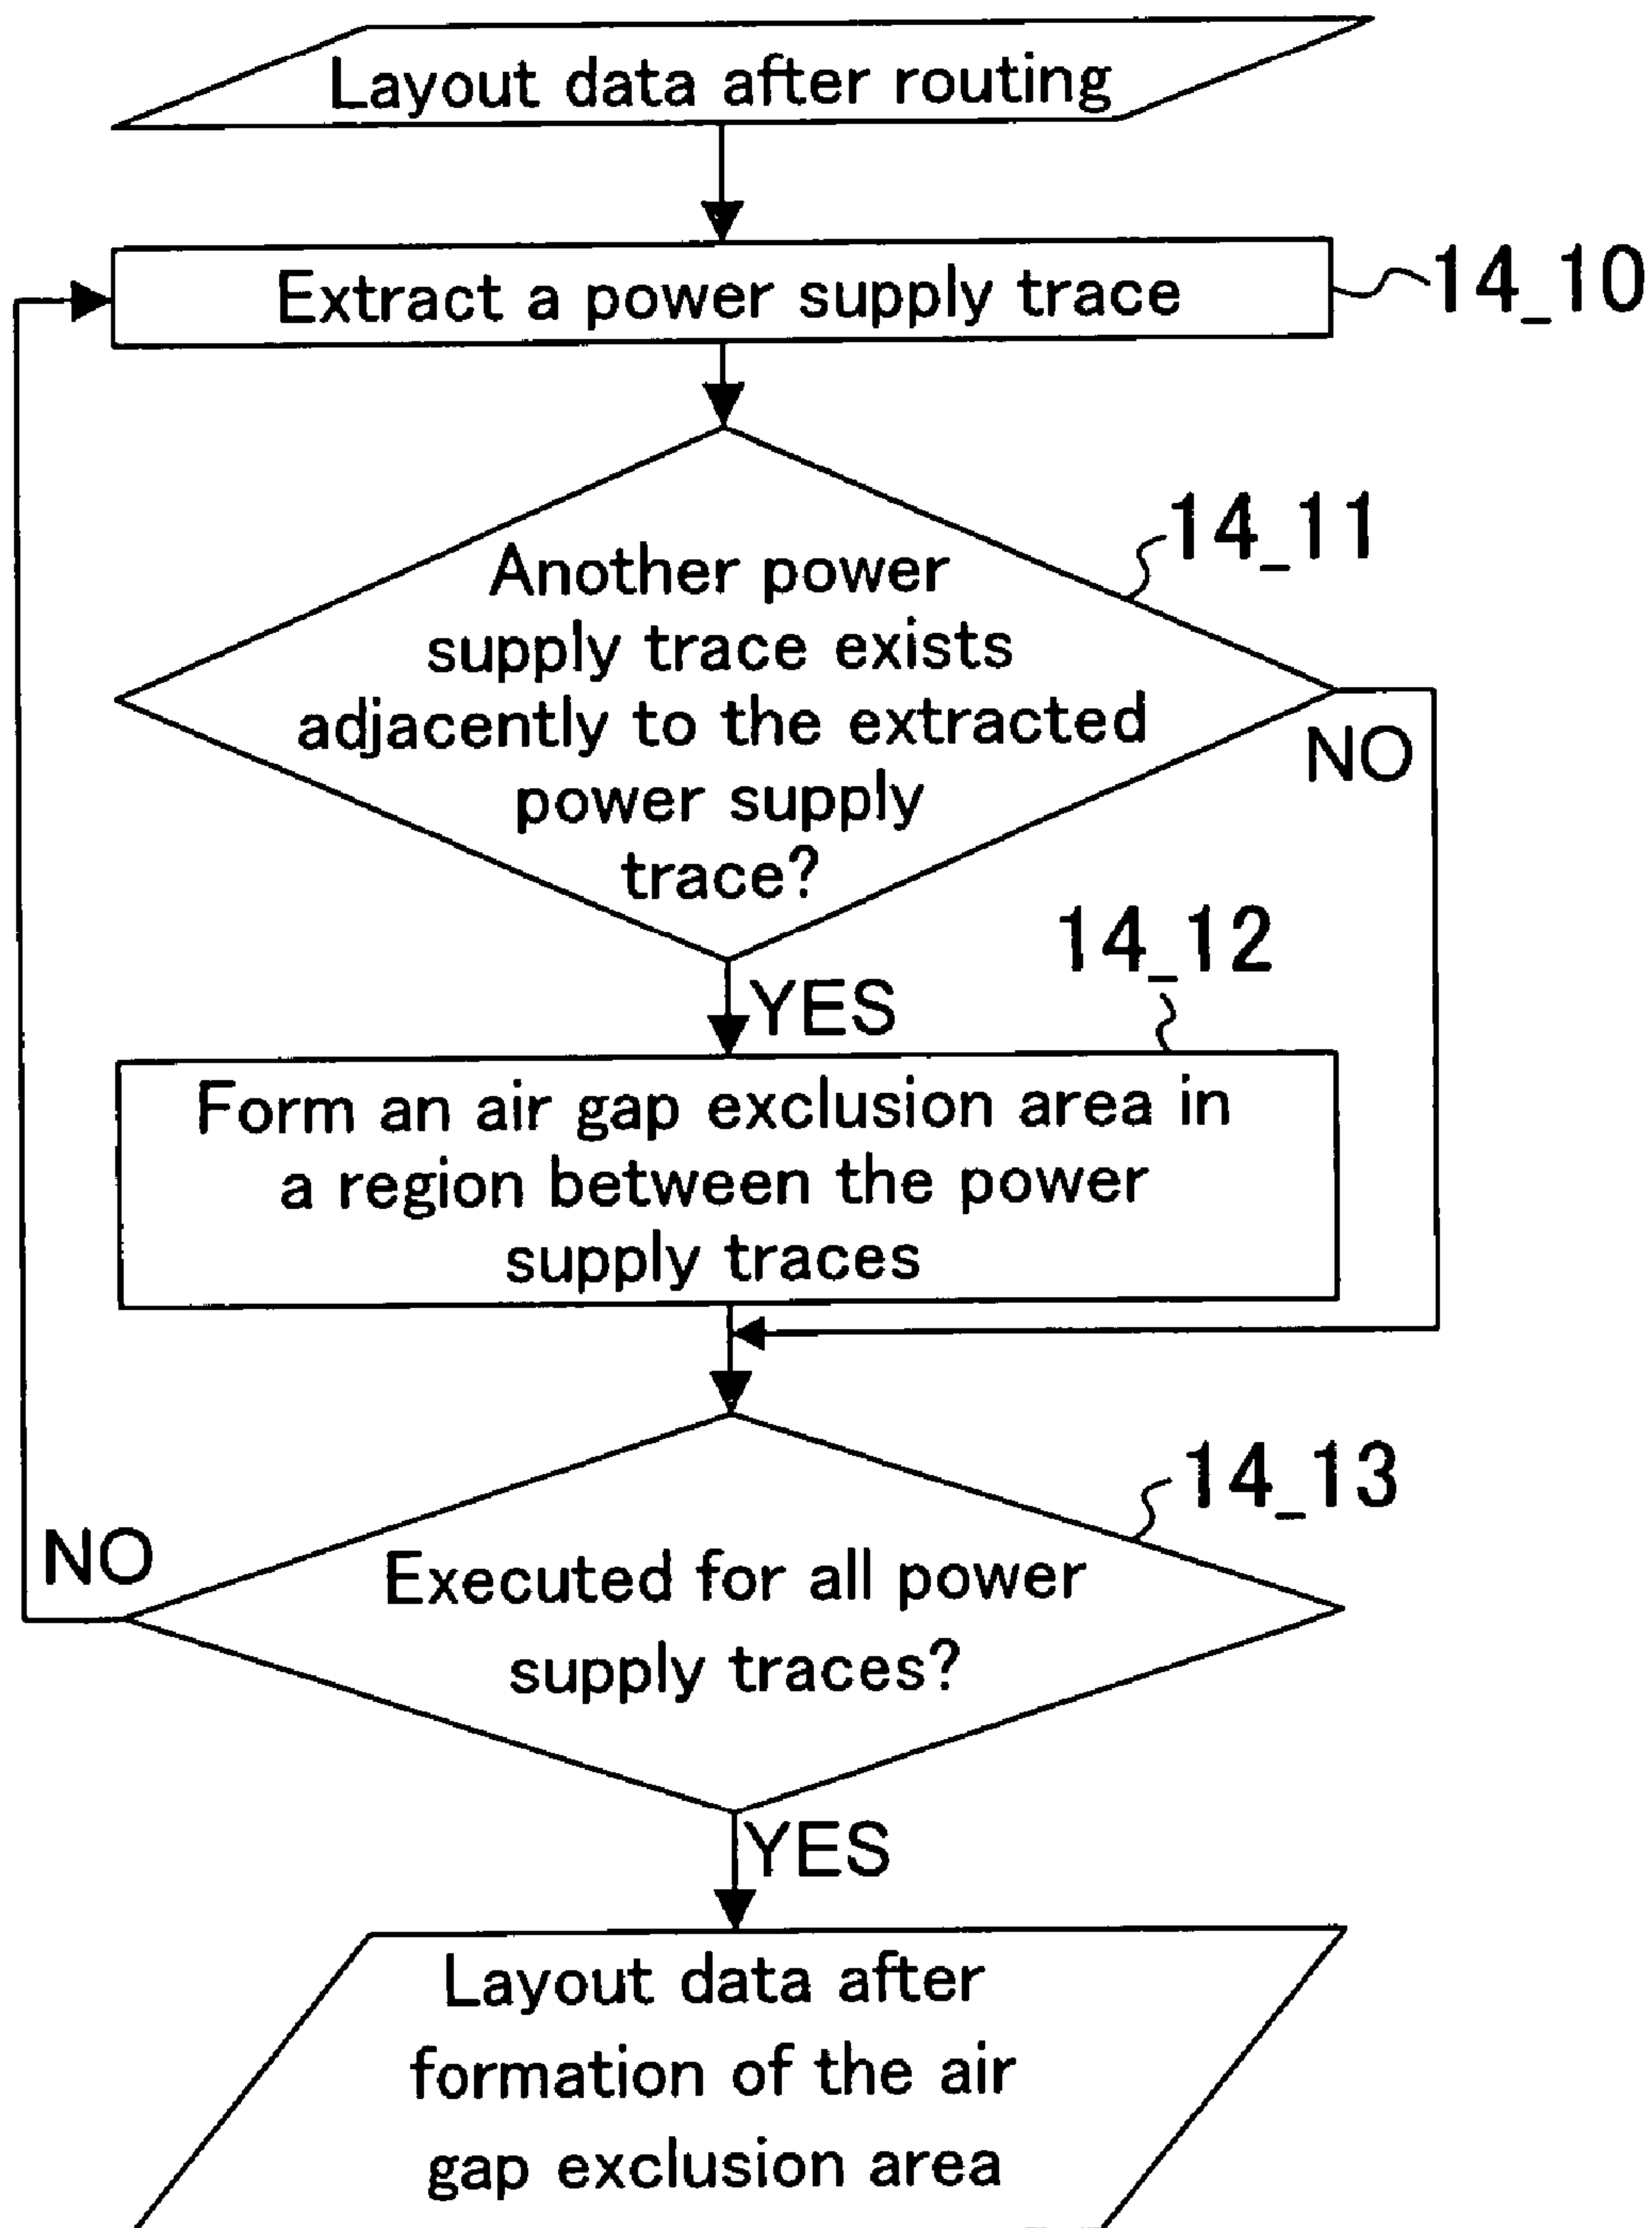 Layout data after routing
Extract a power supply trace
14_10
14_11
Another power
supply trace exists
adjacently to the extracted
power supply
trace?
NO
14_12
YES
Form an air gap exclusion area in
a region between the power
supply traces
14_13
NO
Executed for all power
supply traces?
YES
Layout data after
formation of the air
gap exclusion area